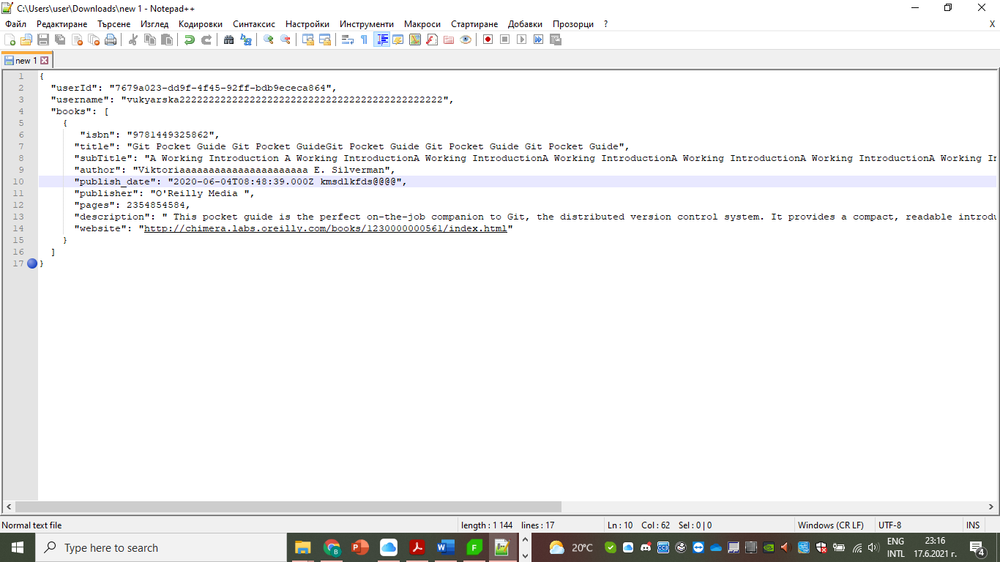 C:\Users\user\Downloads\new 1 - Notepad++
Файл Редактиране Търсене Изглед Кодировки Синтаксис Настройки Инструменти Макроси Стартиране Добавки Прозорци ? X
new 1
1 {
2 "userId": "7679a023-dd9f-4f45-92ff-bdb9ececa864",
3 "username": "vukyarska222222222222222222222222222222222222222222222",
4 "books": [
5 {
6 "isbn": "9781449325862",
7 "title": "Git Pocket Guide Git Pocket GuideGit Pocket Guide Git Pocket Guide Git Pocket Guide",
8 "subTitle": "A Working Introduction A Working IntroductionA Working IntroductionA Working IntroductionA Working IntroductionA Working IntroductionA Working In
9 "author": "Viktoriaaaaaaaaaaaaaaaaaaaaaa E. Silverman",
10 "publish_date": "2020-06-04T08:48:39.000Z kmsdlkfds@@@@",
11 "publisher": "O'Reilly Media ",
12 "pages": 2354854584,
13 "description": " This pocket guide is the perfect on-the-job companion to Git, the distributed version control system. It provides a compact, readable introdu
14 "website": "http://chimera.labs.oreilly.com/books/1230000000561/index.html"
15 }
16 ]
17 }
Normal text file length : 1 144 lines : 17 Ln : 10 Col : 62 Sel : 0 | 0 Windows (CR LF) UTF-8 INS
Type here to search 20°C ENG 23:16
INTL 17.6.2021 г. 4